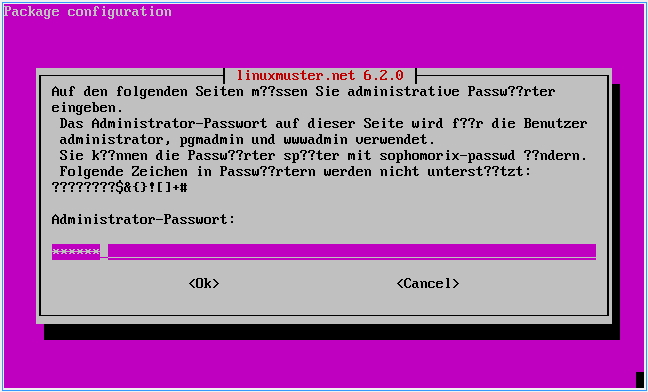 Package configuration
linuxmuster.net 6.2.0
Auf den folgenden Seiten m??ssen Sie administrative Passw??rter
eingeben.
Das Administrator-Passwort auf dieser Seite wird f??r die Benutzer
administrator, pgmadmin und wwwadmin verwendet.
Sie k??nnen die Passw??rter sp??ter mit sophomorix-passwd ??ndern.
Folgende Zeichen in Passw??rtern werden nicht unterst??tzt:
????????$&{}![]+#
Administrator-Passwort:
******
<Ok> <Cancel>